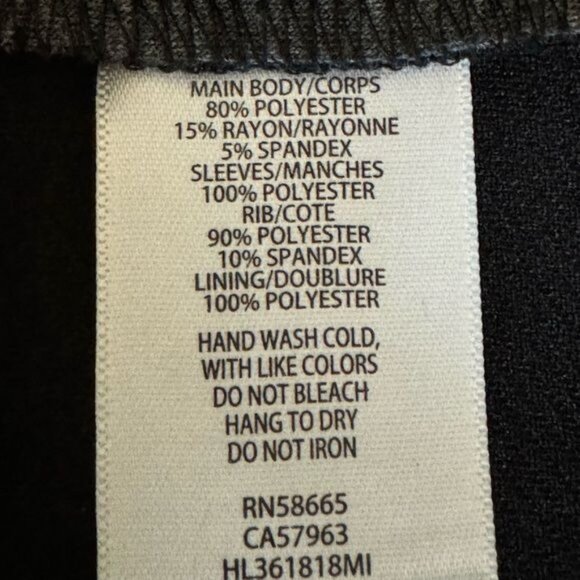 MAIN BODY/CORPS
80% POLYESTER
15% RAYON/RAYONNE
5% SPANDEX
SLEEVES/MANCHES
100% POLYESTER
RIB/COTE
90% POLYESTER
10% SPANDEX
LINING/DOUBLURE
100% POLYESTER
HAND WASH COLD,
WITH LIKE COLORS
DO NOT BLEACH
HANG TO DRY
DO NOT IRON
RN58665
CA57963
HL361818MI